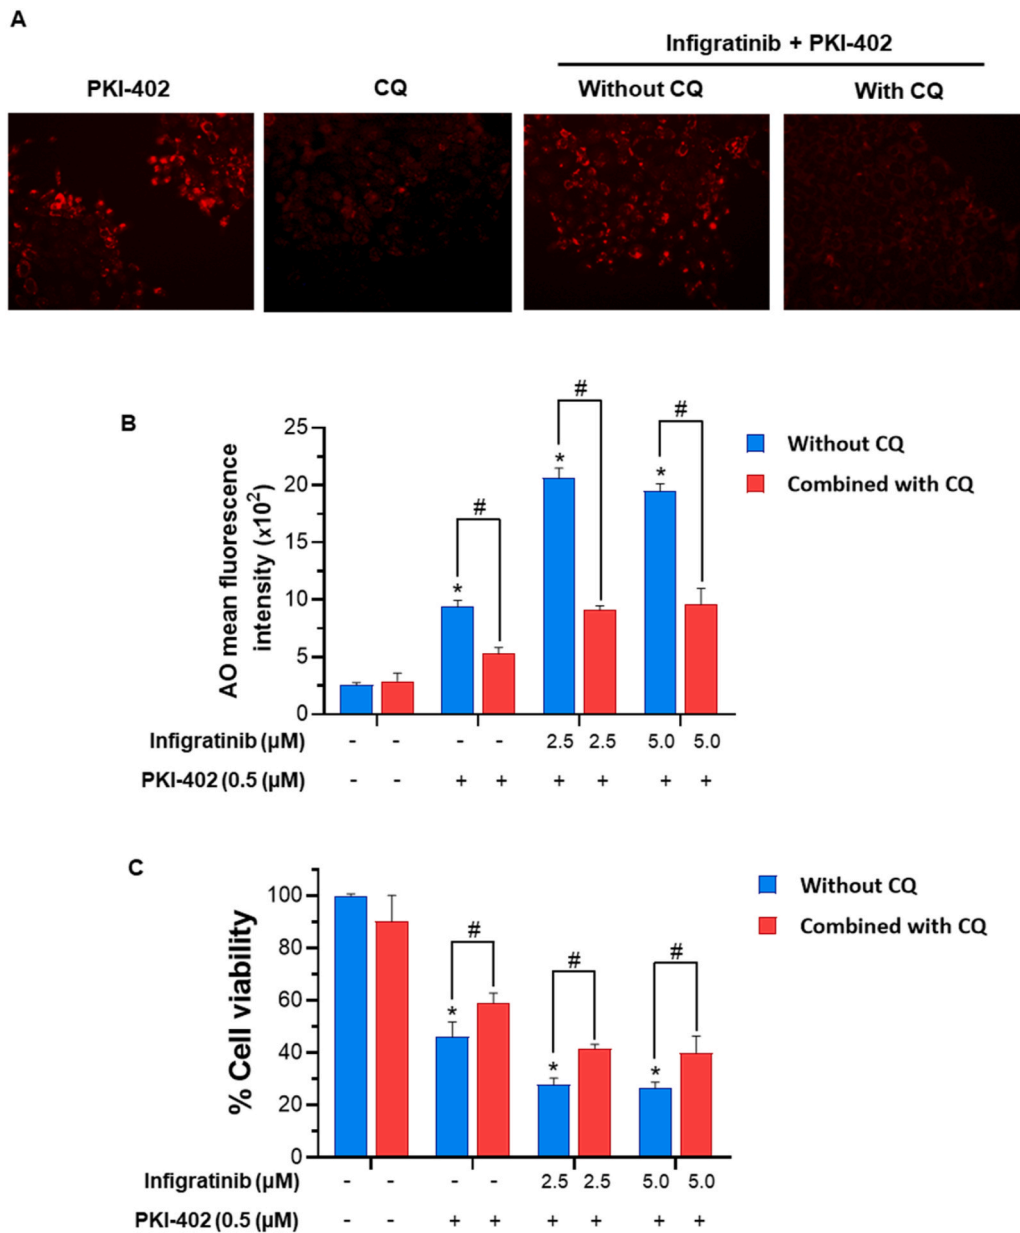 A
Infigratinib + PKI-402
PKI-402
CQ
Without CQ
With CQ
B
AO mean fluorescence
intensity (x10²)
25
20
15
10
5
0
# # #
* * *
Without CQ
Combined with CQ
Infigratinib (µM) - - - - 2.5 2.5 5.0 5.0
PKI-402 (0.5 (µM) - - + + + + + +
C
% Cell viability
100
80
60
40
20
0
# # #
* * *
Without CQ
Combined with CQ
Infigratinib (µM) - - - - 2.5 2.5 5.0 5.0
PKI-402 (0.5 (µM) - - + + + + + +